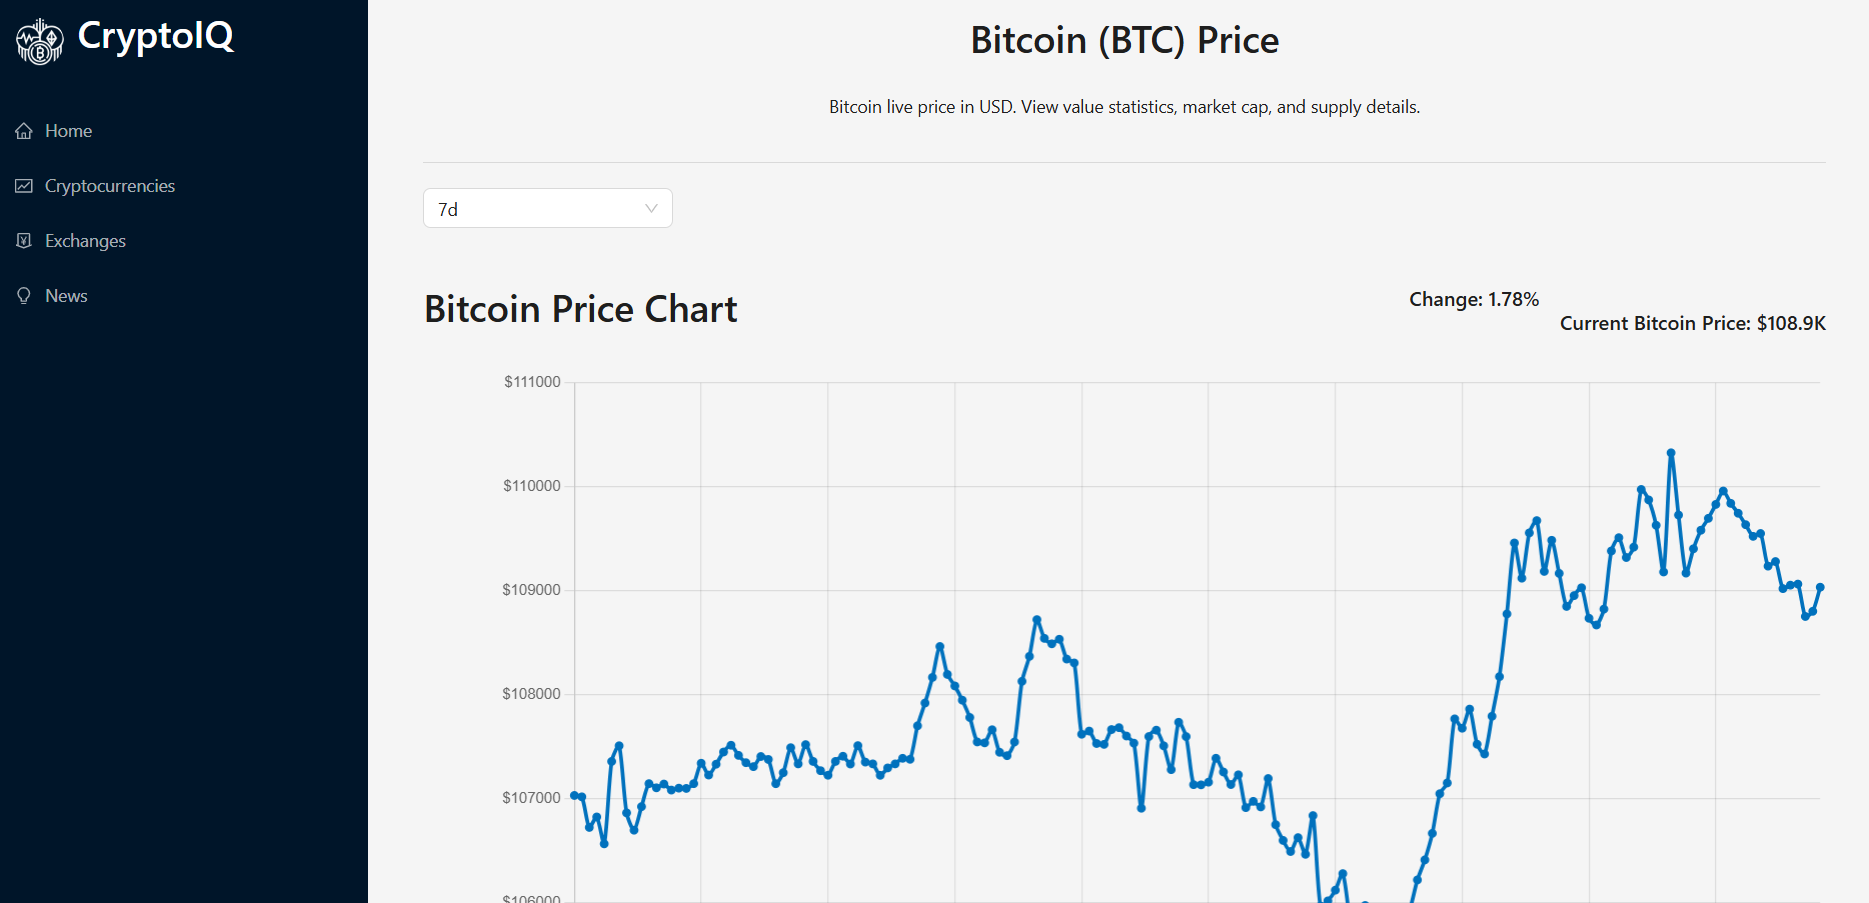 CryptoIQ
Home
Cryptocurrencies
Exchanges
News
Bitcoin (BTC) Price
Bitcoin live price in USD. View value statistics, market cap, and supply details.
7d
Bitcoin Price Chart
Change: 1.78%
Current Bitcoin Price: $108.9K
$111000
$110000
$109000
$108000
$107000
$106000